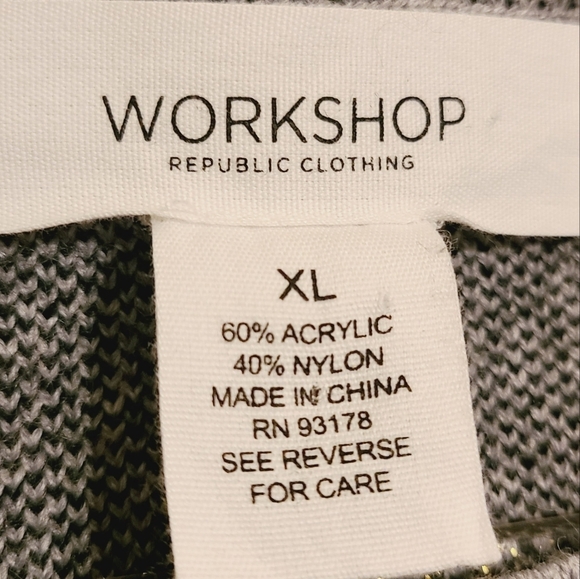 WORKSHOP
REPUBLIC CLOTHING
XL
60% ACRYLIC
40% NYLON
MADE IN CHINA
RN 93178
SEE REVERSE
FOR CARE